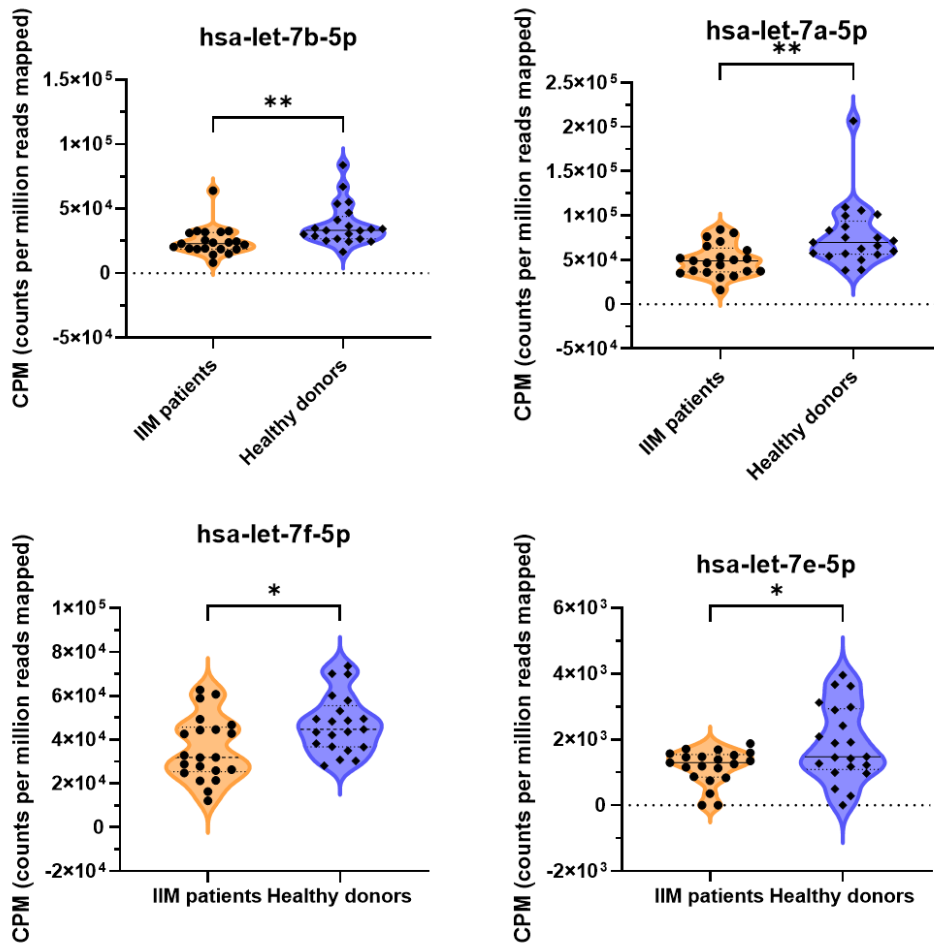 hsa-let-7b-5p
CPM (counts per million reads mapped)
1.5×10⁵
**
1×10⁵
5×10⁴
0
-5×10⁴
IIM patients
Healthy donors
hsa-let-7a-5p
CPM (counts per million reads mapped)
**
2.5×10⁵
2×10⁵
1.5×10⁵
1×10⁵
5×10⁴
0
-5×10⁴
IIM patients
Healthy donors
hsa-let-7f-5p
CPM (counts per million reads mapped)
*
1×10⁵
8×10⁴
6×10⁴
4×10⁴
2×10⁴
0
-2×10⁴
IIM patients Healthy donors
hsa-let-7e-5p
CPM (counts per million reads mapped)
*
6×10³
4×10³
2×10³
0
-2×10³
IIM patients Healthy donors